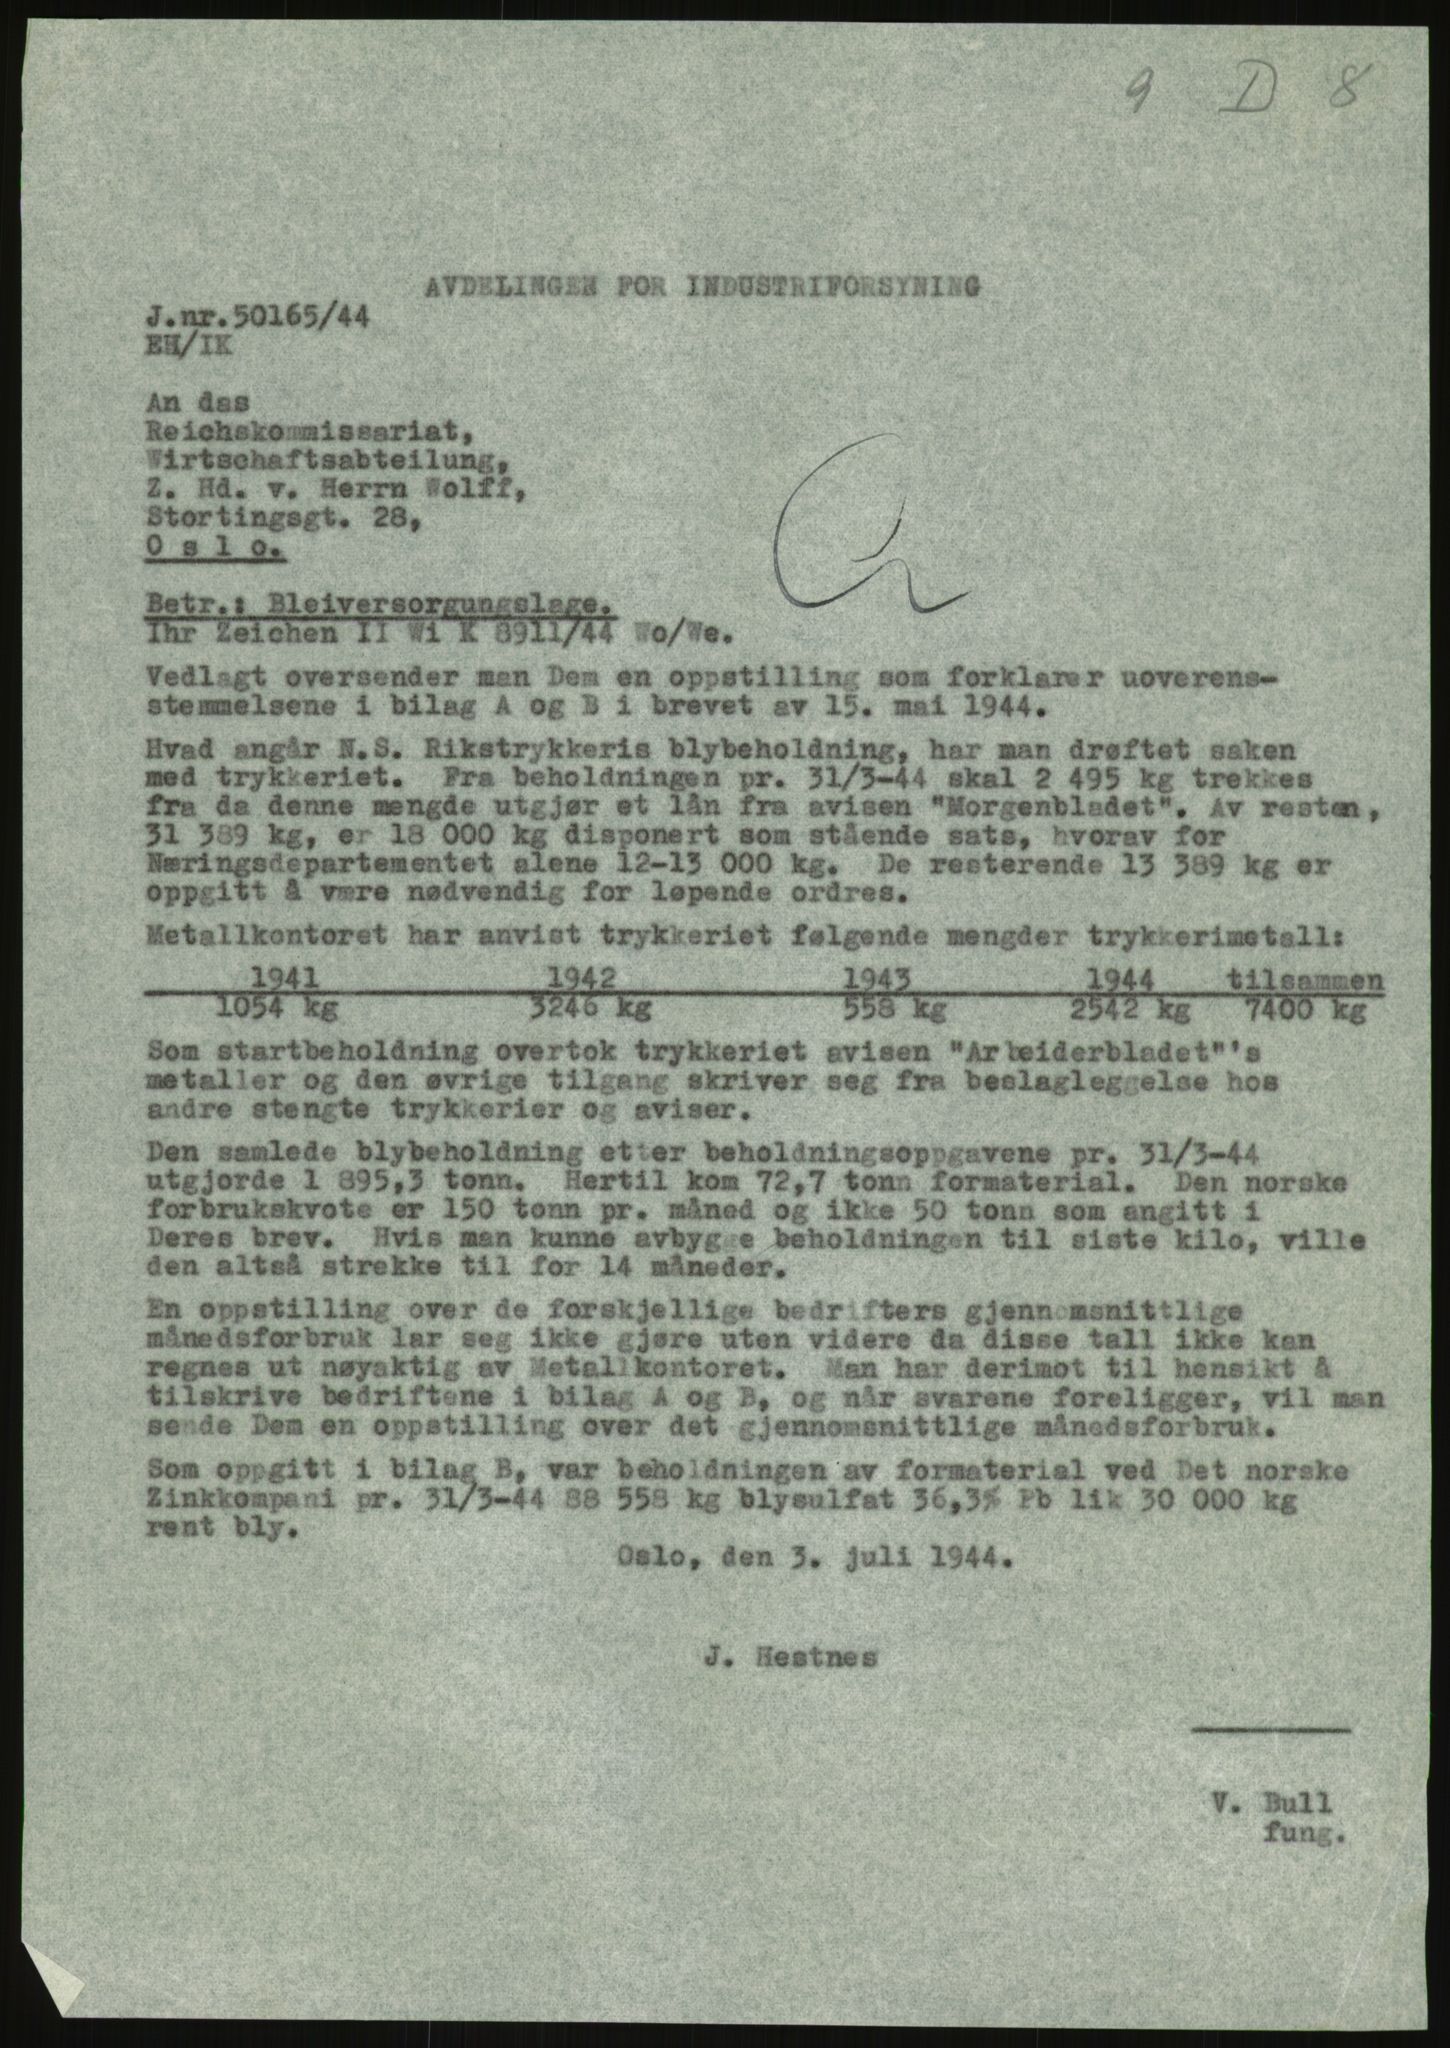 9 D 8
AVDELINGEN FOR INDUSTRIFORSYNING
J.nr.50165/44
EH/IK
An das
Reichskommissariat,
Wirtschaftsabteilung,
Z. Hd. v. Herrn Wolff,
Stortingsgt. 28,
O s l o.
Betr.: Bleiversorgungslage.
Ihr Zeichen II Wi K 8911/44 Wo/We.
Vedlagt oversender man Dem en oppstilling som forklarer uoverens-
stemmelsene i bilag A og B i brevet av 15. mai 1944.
Hvad angår N.S. Rikstrykkeris blybeholdning, har man drøftet saken
med trykkeriet. Fra beholdningen pr. 31/3-44 skal 2 495 kg trekkes
fra da denne mengde utgjør et lån fra avisen "Morgenbladet". Av resten,
31 389 kg, er 18 000 kg disponert som stående sats, hvorav for
Næringsdepartementet alene 12-13 000 kg. De resterende 13 389 kg er
oppgitt å være nødvendig for løpende ordres.
Metallkontoret har anvist trykkeriet følgende mengder trykkerimetall:
1941 1942 1943 1944 tilsammen
1054 kg 3246 kg 558 kg 2542 kg 7400 kg
Som startbeholdning overtok trykkeriet avisen "Arbeiderbladet"'s
metaller og den øvrige tilgang skriver seg fra beslagleggelse hos
andre stengte trykkerier og aviser.
Den samlede blybeholdning etter beholdningsoppgavene pr. 31/3-44
utgjorde 1 895,3 tonn. Hertil kom 72,7 tonn formaterial. Den norske
forbrukskvote er 150 tonn pr. måned og ikke 50 tonn som angitt i
Deres brev. Hvis man kunne avbygge beholdningen til siste kilo, ville
den altså strekke til for 14 måneder.
En oppstilling over de forskjellige bedrifters gjennomsnittlige
månedsforbruk lar seg ikke gjøre uten videre da disse tall ikke kan
regnes ut nøyaktig av Metallkontoret. Man har derimot til hensikt å
tilskrive bedriftene i bilag A og B, og når svarene foreligger, vil man
sende Dem en oppstilling over det gjennomsnittlige månedsforbruk.
Som oppgitt i bilag B, var beholdningen av formaterial ved Det norske
Zinkkompani pr. 31/3-44 88 558 kg blysulfat 36,3% Pb lik 30 000 kg
rent bly.
Oslo, den 3. juli 1944.
J. Hestnes
V. Bull
fung.